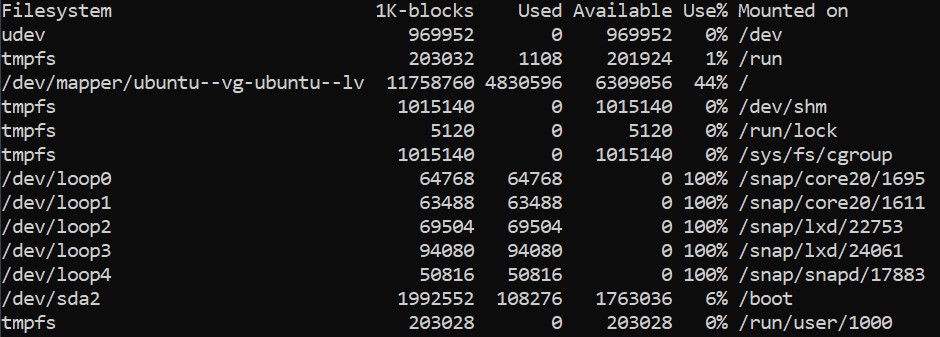 Filesystem                        1K-blocks    Used Available Use% Mounted on
udev                                 969952       0    969952   0% /dev
tmpfs                                203032    1108    201924   1% /run
/dev/mapper/ubuntu--vg-ubuntu--lv  11758760 4830596   6309056  44% /
tmpfs                               1015140       0   1015140   0% /dev/shm
tmpfs                                  5120       0      5120   0% /run/lock
tmpfs                               1015140       0   1015140   0% /sys/fs/cgroup
/dev/loop0                            64768   64768         0 100% /snap/core20/1695
/dev/loop1                            63488   63488         0 100% /snap/core20/1611
/dev/loop2                            69504   69504         0 100% /snap/lxd/22753
/dev/loop3                            94080   94080         0 100% /snap/lxd/24061
/dev/loop4                            50816   50816         0 100% /snap/snapd/17883
/dev/sda2                           1992552  108276   1763036   6% /boot
tmpfs                                203028       0    203028   0% /run/user/1000